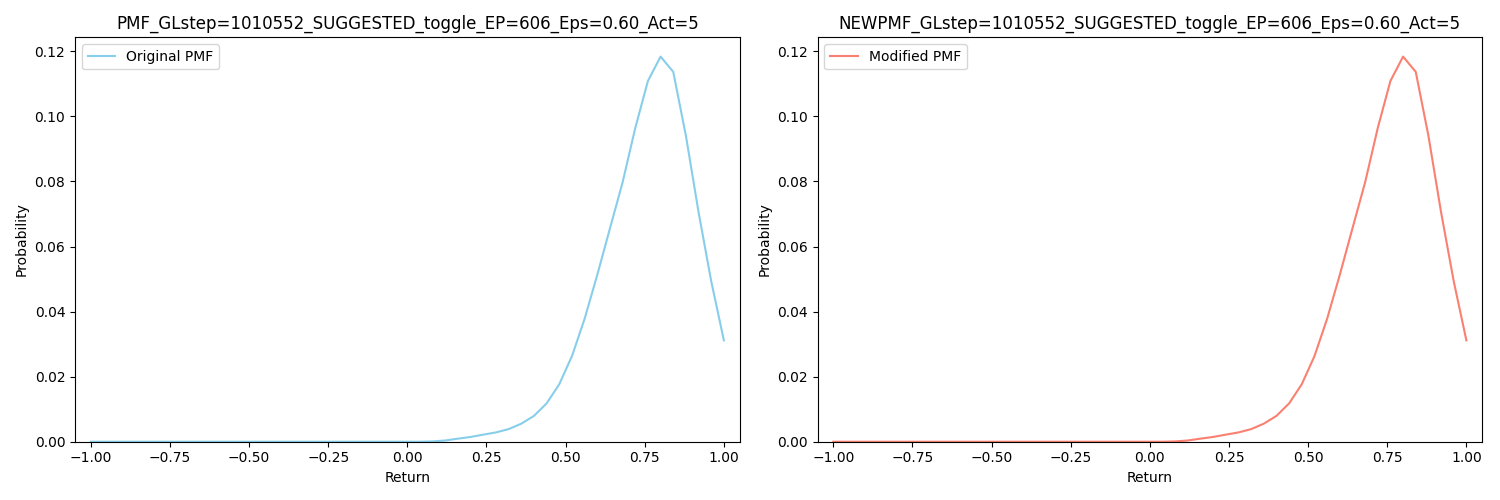 PMF_GLstep=1010552_SUGGESTED_toggle_EP=606_Eps=0.60_Act=5
Original PMF
0.12
0.10
0.08
0.06
0.04
0.02
0.00
Probability
−1.00 −0.75 −0.50 −0.25 0.00 0.25 0.50 0.75 1.00
Return
NEWPMF_GLstep=1010552_SUGGESTED_toggle_EP=606_Eps=0.60_Act=5
Modified PMF
0.12
0.10
0.08
0.06
0.04
0.02
0.00
Probability
−1.00 −0.75 −0.50 −0.25 0.00 0.25 0.50 0.75 1.00
Return